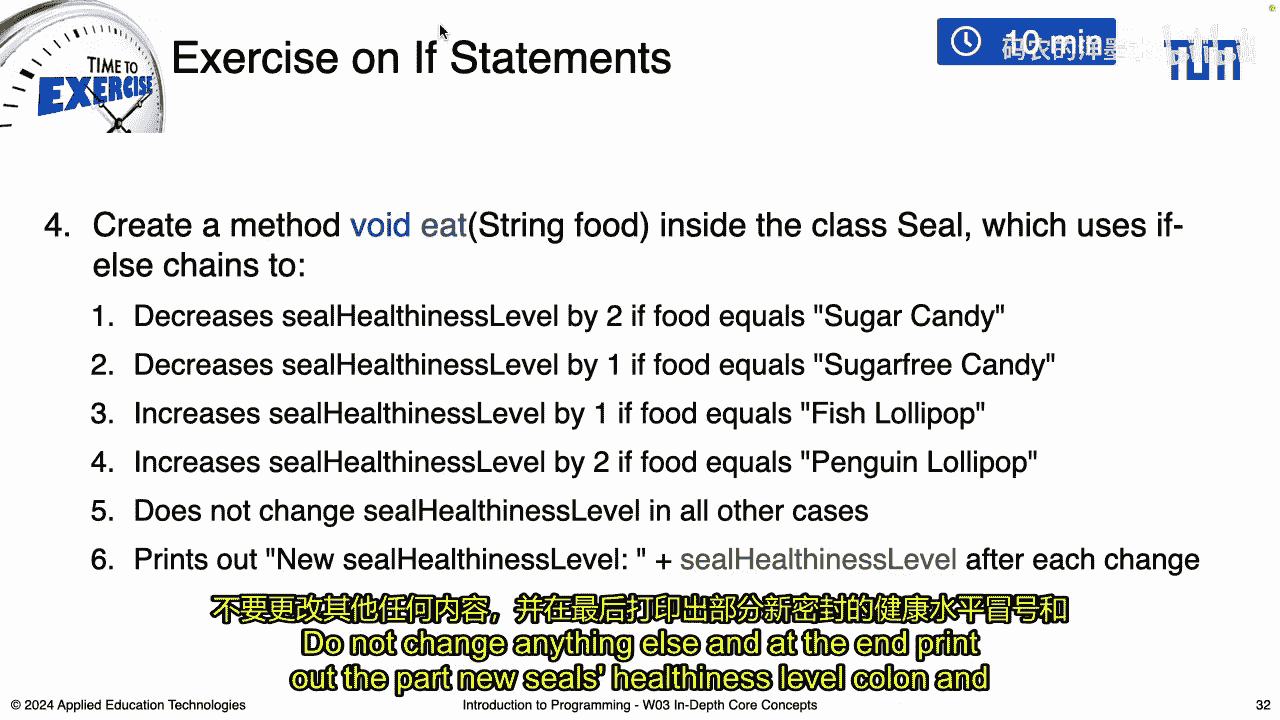 TIME TO
EXERCISE
Exercise on If Statements
10 min
4. Create a method void eat(String food) inside the class Seal, which uses if-
else chains to:
1. Decreases sealHealthinessLevel by 2 if food equals "Sugar Candy"
2. Decreases sealHealthinessLevel by 1 if food equals "Sugarfree Candy"
3. Increases sealHealthinessLevel by 1 if food equals "Fish Lollipop"
4. Increases sealHealthinessLevel by 2 if food equals "Penguin Lollipop"
5. Does not change sealHealthinessLevel in all other cases
6. Prints out "New sealHealthinessLevel: " + sealHealthinessLevel after each change
不要更改其他任何内容，并在最后打印出部分新密封的健康水平冒号和
Do not change anything else and at the end print
out the part new seals' healthiness level colon and
© 2024 Applied Education Technologies
Introduction to Programming - W03 In-Depth Core Concepts
32